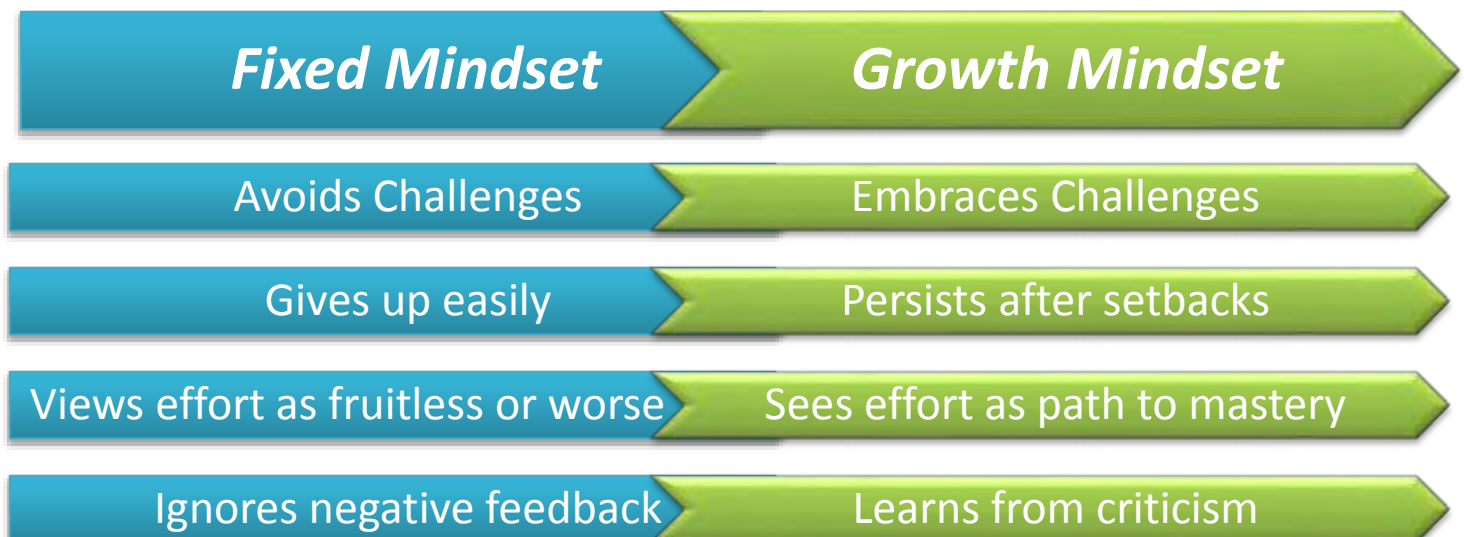 Fixed Mindset Growth Mindset
Avoids Challenges Embraces Challenges
Gives up easily Persists after setbacks
Views effort as fruitless or worse Sees effort as path to mastery
Ignores negative feedback Learns from criticism